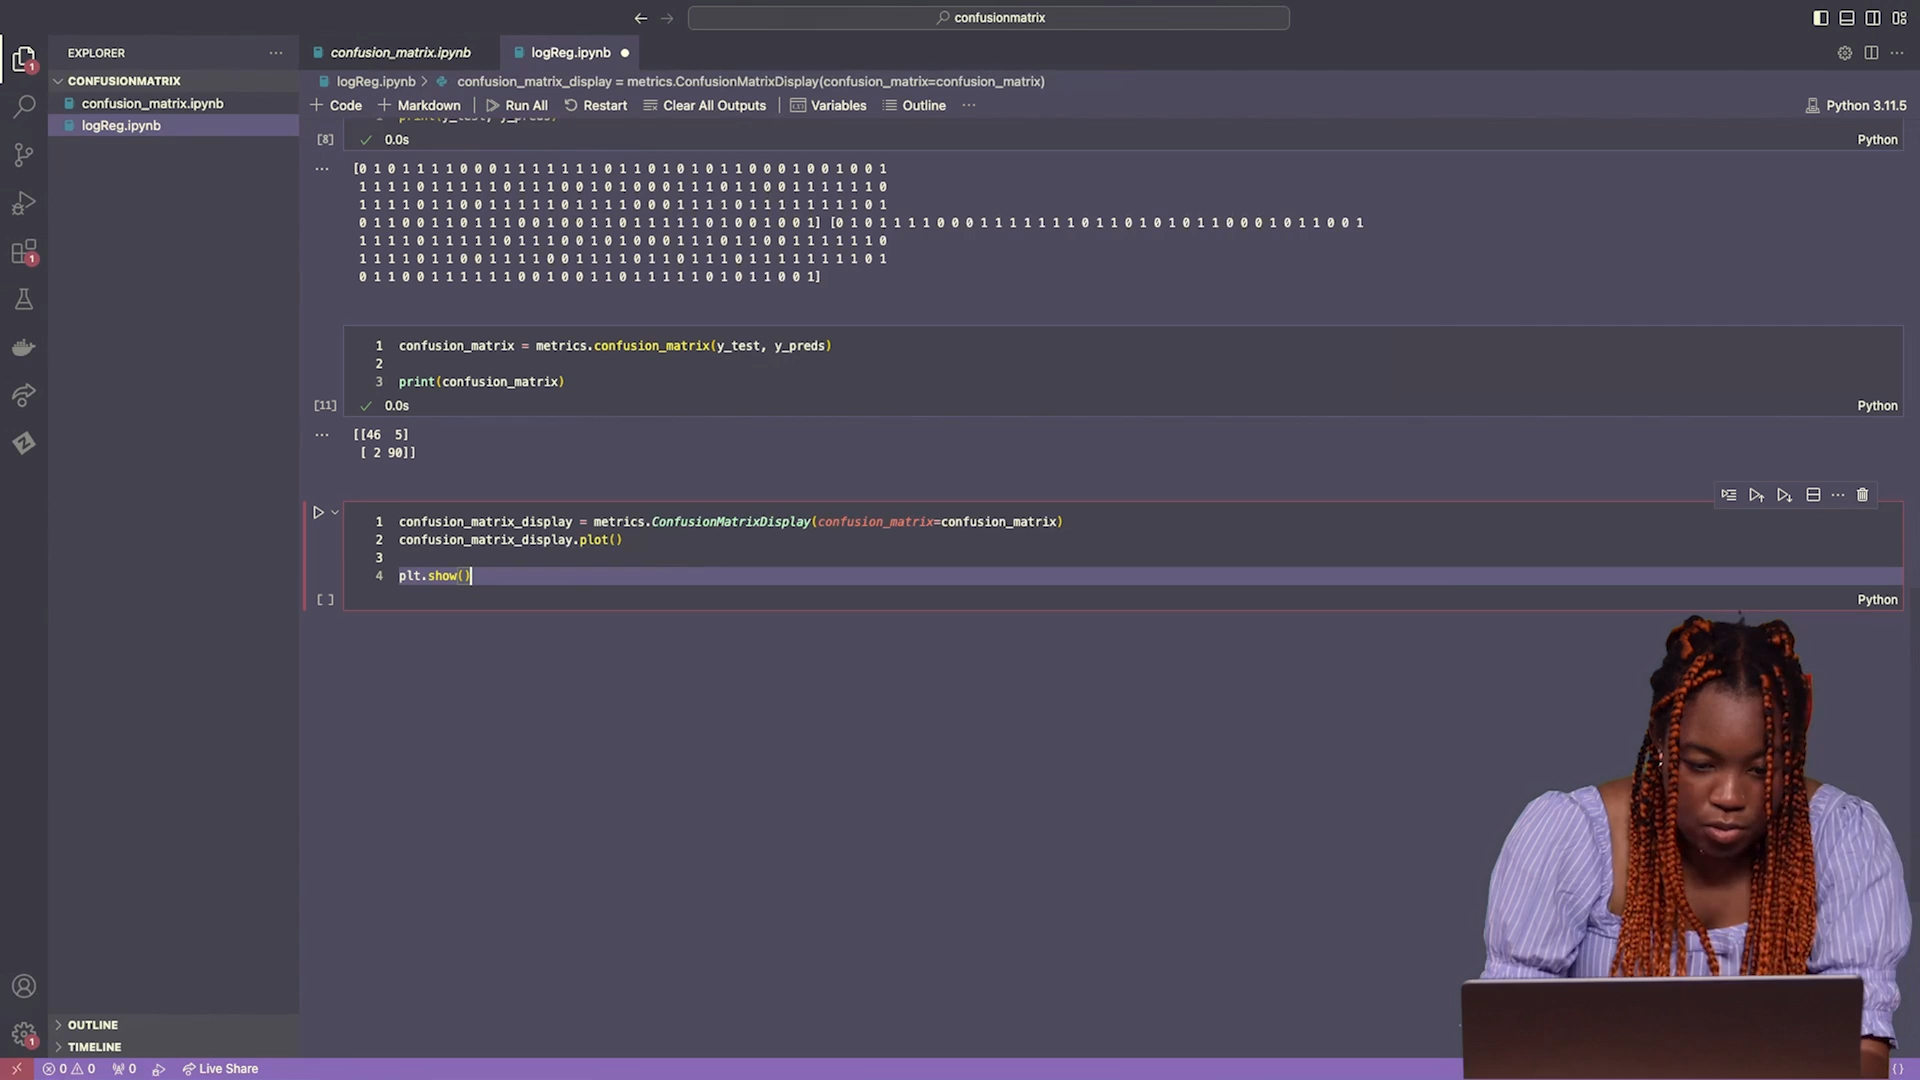 confusionmatrix
EXPLORER
CONFUSIONMATRIX
confusion_matrix.ipynb
logReg.ipynb
confusion_matrix.ipynb
logReg.ipynb
logReg.ipynb > confusion_matrix_display = metrics.ConfusionMatrixDisplay(confusion_matrix=confusion_matrix)
+ Code + Markdown Run All Restart Clear All Outputs Variables Outline ... Python 3.11.5
1 print(y_test, y_preds)
[8] 0.0s Python
[0 1 0 1 1 1 1 0 0 0 1 1 1 1 1 1 1 0 1 1 0 1 0 1 0 1 1 0 0 0 1 0 0 1 0 0 1
1 1 1 1 0 1 1 1 1 1 0 1 1 1 0 0 1 0 1 0 0 0 1 1 1 0 1 1 0 0 1 1 1 1 1 1 0
1 1 1 1 0 1 1 0 0 1 1 1 1 1 0 0 1 1 1 1 0 1 1 0 0 0 1 1 1 1 0 1 1 1 1 1 1 1 1 0 1
0 1 1 0 0 1 1 0 1 1 1 0 0 1 0 0 1 1 0 1 1 1 1 1 0 1 0 0 1 0 0 1] [0 1 0 1 1 1 1 0 0 0 1 1 1 1 1 1 1 0 1 1 0 1 0 1 0 1 1 0 0 0 1 0 1 1 0 0 1
1 1 1 1 0 1 1 1 1 1 0 1 1 1 0 0 1 0 1 0 0 0 1 1 1 0 1 1 0 0 1 1 1 1 1 1 0
1 1 1 1 0 1 1 0 0 1 1 1 1 0 0 1 1 1 1 0 1 1 0 1 1 1 0 1 1 1 1 1 1 1 1 0 1
0 1 1 0 0 1 1 1 1 1 1 0 0 1 0 0 1 1 0 1 1 1 1 1 0 1 0 1 1 0 0 1]
1 confusion_matrix = metrics.confusion_matrix(y_test, y_preds)
2
3 print(confusion_matrix)
[11] 0.0s Python
[[46 5]
[ 2 90]]
1 confusion_matrix_display = metrics.ConfusionMatrixDisplay(confusion_matrix=confusion_matrix)
2 confusion_matrix_display.plot()
3
4 plt.show()
[ ] Python
OUTLINE
TIMELINE
0 0 0 Live Share